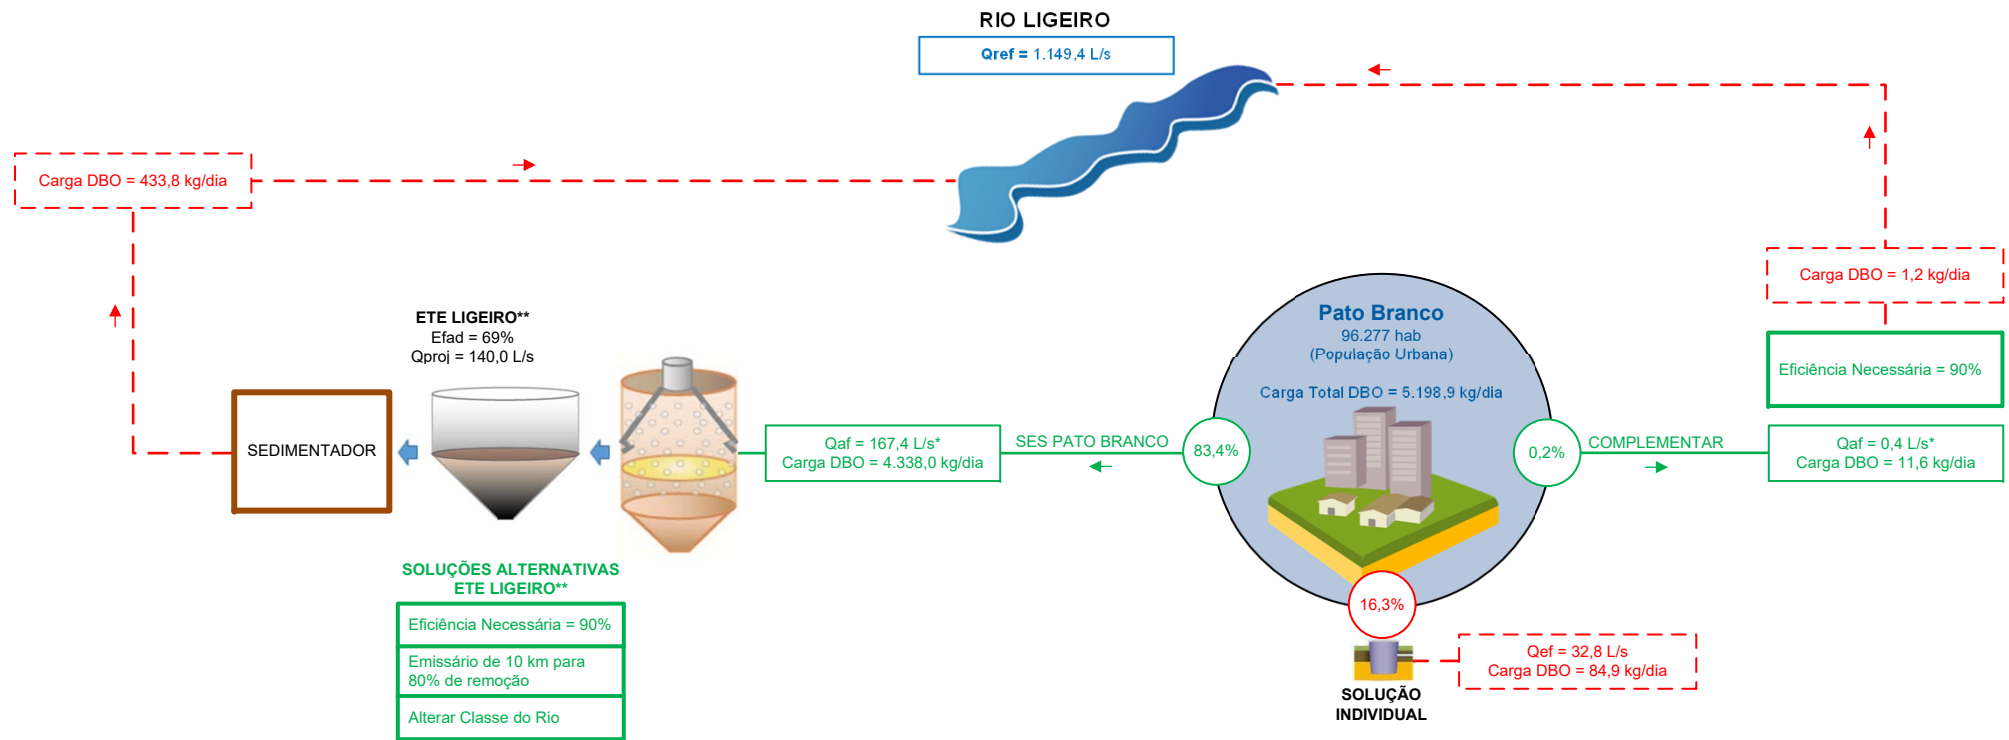 RIO LIGEIRO
Qref = 1.149,4 L/s
Carga DBO = 433,8 kg/dia
Carga DBO = 1,2 kg/dia
ETE LIGEIRO**
Efad = 69%
Qproj = 140,0 L/s
Pato Branco
96.277 hab
(População Urbana)
Carga Total DBO = 5.198,9 kg/dia
Eficiência Necessária = 90%
SEDIMENTADOR
Qaf = 167,4 L/s*
Carga DBO = 4.338,0 kg/dia
SES PATO BRANCO
83,4%
0,2%
COMPLEMENTAR
Qaf = 0,4 L/s*
Carga DBO = 11,6 kg/dia
SOLUÇÕES ALTERNATIVAS
ETE LIGEIRO**
Eficiência Necessária = 90%
Emissário de 10 km para
80% de remoção
Alterar Classe do Rio
16,3%
Qef = 32,8 L/s
Carga DBO = 84,9 kg/dia
SOLUÇÃO
INDIVIDUAL